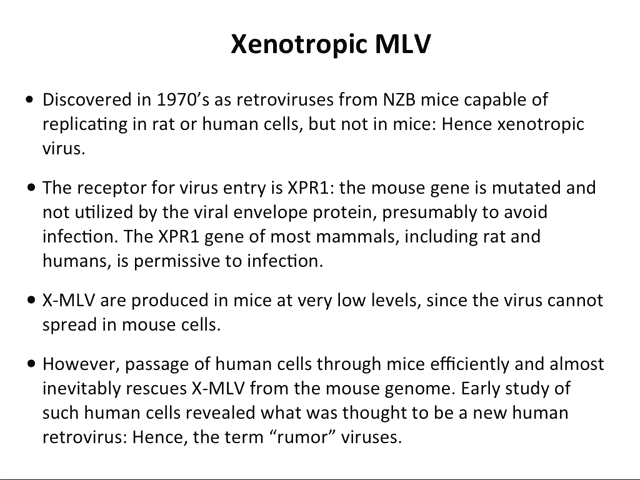 Xenotropic MLV
• Discovered in 1970’s as retroviruses from NZB mice capable of
replicating in rat or human cells, but not in mice: Hence xenotropic
virus.
• The receptor for virus entry is XPR1: the mouse gene is mutated and
not utilized by the viral envelope protein, presumably to avoid
infection. The XPR1 gene of most mammals, including rat and
humans, is permissive to infection.
• X-MLV are produced in mice at very low levels, since the virus cannot
spread in mouse cells.
• However, passage of human cells through mice efficiently and almost
inevitably rescues X-MLV from the mouse genome. Early study of
such human cells revealed what was thought to be a new human
retrovirus: Hence, the term “rumor” viruses.